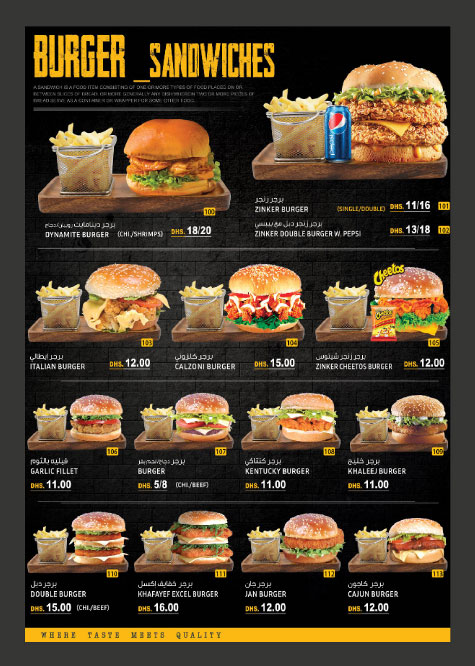 BURGER _SANDWICHES
A SANDWICH IS A FOOD ITEM CONSISTING OF ONE OR MORE TYPES OF FOOD PLACED ON OR
BETWEEN SLICES OF BREAD, OR MORE GENERALLY ANY DISH WHEREIN TWO OR MORE PIECES OF
BREAD SERVE AS A CONTAINER OR WRAPPER FOR SOME OTHER FOOD.
100
برجر دينامايت روبيان/دجاج
DYNAMITE BURGER (CHI./SHRIMPS) DHS. 18/20
pepsi
برجر زنجر
ZINKER BURGER (SINGLE/DOUBLE) DHS. 11/16 101
برجر زنجر دبل مع بيبسي
ZINKER DOUBLE BURGER W. PEPSI DHS. 13/18 102
103
برجر ايطالي
ITALIAN BURGER DHS. 12.00
104
برجر كلزوني
CALZONI BURGER DHS. 15.00
Cheetos
105
برجر زنجر شيتوس
ZINKER CHEETOS BURGER DHS. 12.00
106
فيليه بالثوم
GARLIC FILLET
DHS. 11.00
107
برجر دجاج/لحم بقر
BURGER
DHS. 5/8 (CHI./BEEF)
108
برجر كنتاكي
KENTUCKY BURGER
DHS. 11.00
109
برجر خليج
KHALEEJ BURGER
DHS. 11.00
110
برجر دبل
DOUBLE BURGER
DHS. 15.00 (CHI./BEEF)
111
برجر خفايف اكسل
KHAFAYEF EXCEL BURGER
DHS. 16.00
112
برجر جان
JAN BURGER
DHS. 12.00
113
برجر كاجون
CAJUN BURGER
DHS. 12.00
WHERE TASTE MEETS QUALITY